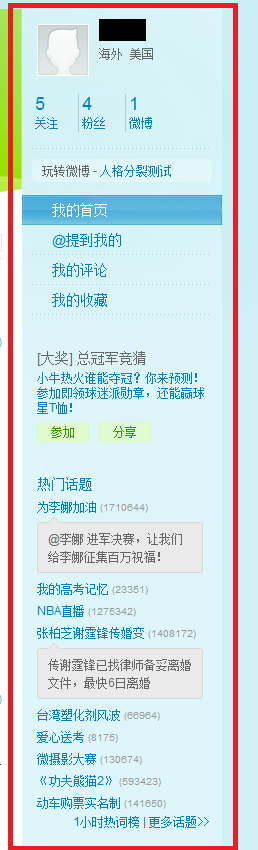 海外 美国
5 4 1
关注 粉丝 微博
玩转微博 - 人格分裂测试
我的首页
@提到我的
我的评论
我的收藏
[大奖] 总冠军竞猜
小牛热火谁能夺冠？你来预测！
参加即领球迷派勋章，还能赢球
星T恤！
参加 分享
热门话题
为李娜加油 (1710644)
@李娜 进军决赛，让我们
给李娜征集百万祝福！
我的高考记忆 (23351)
NBA直播 (1275342)
张柏芝谢霆锋传婚变 (1408172)
传谢霆锋已找律师备妥离婚
文件，最快6日离婚
台湾塑化剂风波 (66964)
爱心送考 (8175)
微摄影大赛 (130674)
《功夫熊猫2》 (593423)
动车购票实名制 (141650)
1小时热词榜 | 更多话题>>